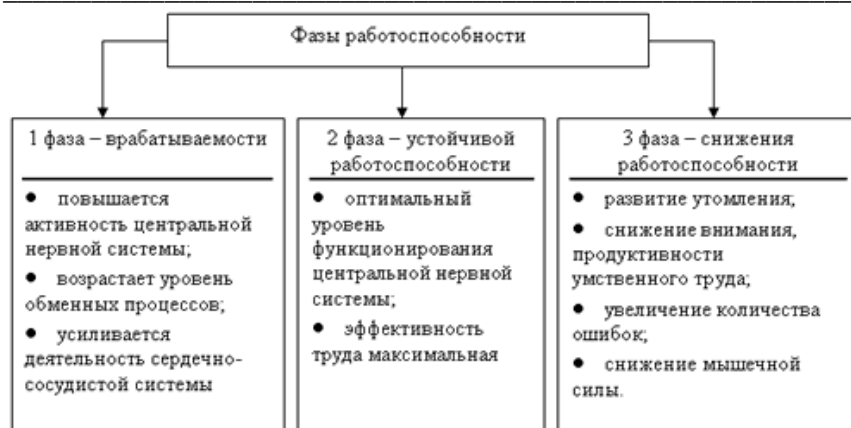 Фазы работоспособности
1 фаза – врабатываемости
● повышается
активность центральной
нервной системы;
● возрастает уровень
обменных процессов;
● усиливается
деятельность сердечно-
сосудистой системы
2 фаза – устойчивой
работоспособности
● оптимальный
уровень
функционирования
центральной нервной
системы;
● эффективность
труда максимальная
3 фаза – снижения
работоспособности
● развитие утомления;
● снижение внимания,
продуктивности
умственного труда;
● увеличение количества
ошибок;
● снижение мышечной
силы.